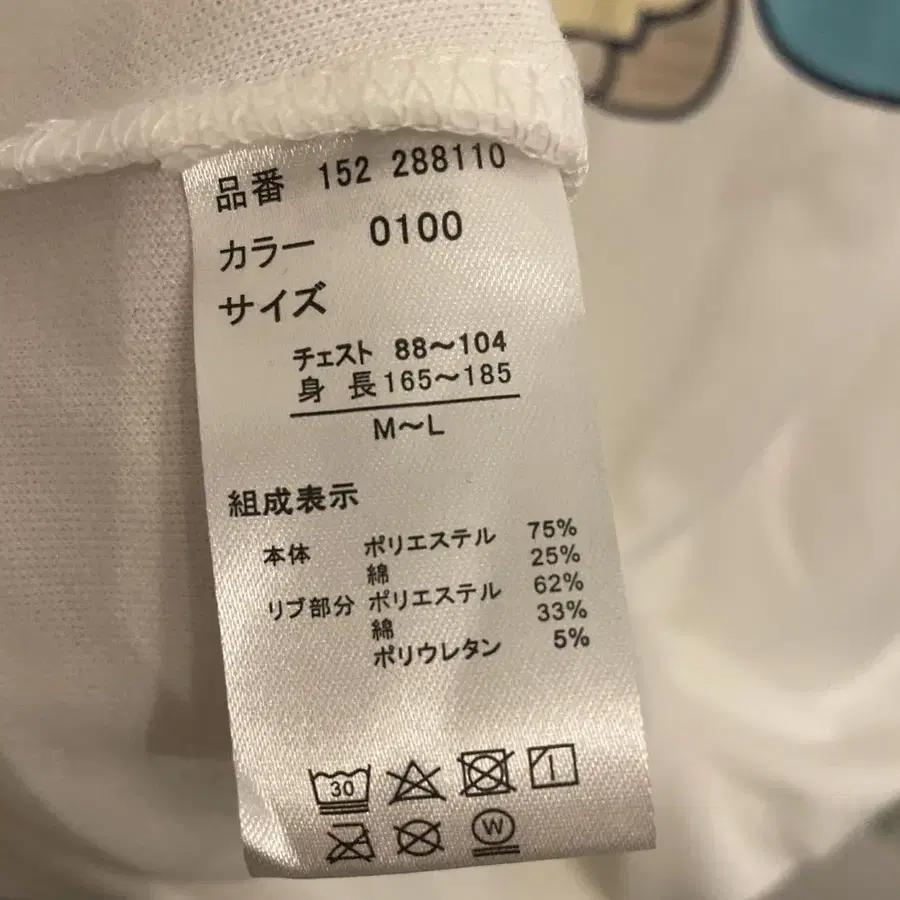 品番 152 288110
カラー 0100
サイズ
チェスト 88〜104
身 長 165〜185
M〜L
組成表示
本体 ポリエステル 75%
綿 25%
リブ部分 ポリエステル 62%
綿 33%
ポリウレタン 5%
30
W